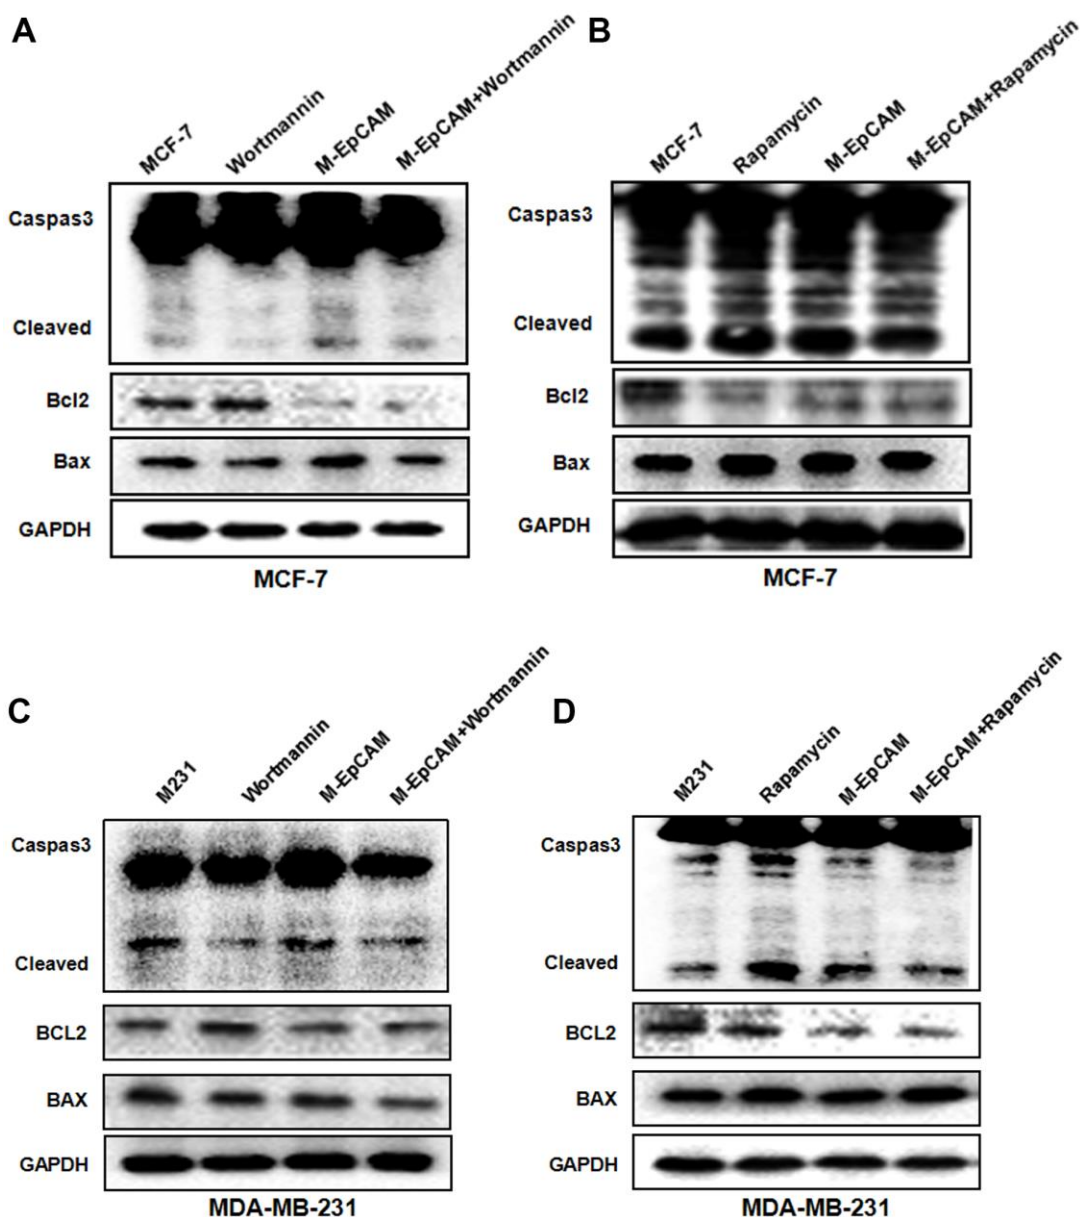 A
MCF-7
Wortmannin
M-EpCAM
M-EpCAM+Wortmannin
Caspas3
Cleaved
Bcl2
Bax
GAPDH
MCF-7
B
MCF-7
Rapamycin
M-EpCAM
M-EpCAM+Rapamycin
Caspas3
Cleaved
Bcl2
Bax
GAPDH
MCF-7
C
M231
Wortmannin
M-EpCAM
M-EpCAM+Wortmannin
Caspas3
Cleaved
BCL2
BAX
GAPDH
MDA-MB-231
D
M231
Rapamycin
M-EpCAM
M-EpCAM+Rapamycin
Caspas3
Cleaved
BCL2
BAX
GAPDH
MDA-MB-231